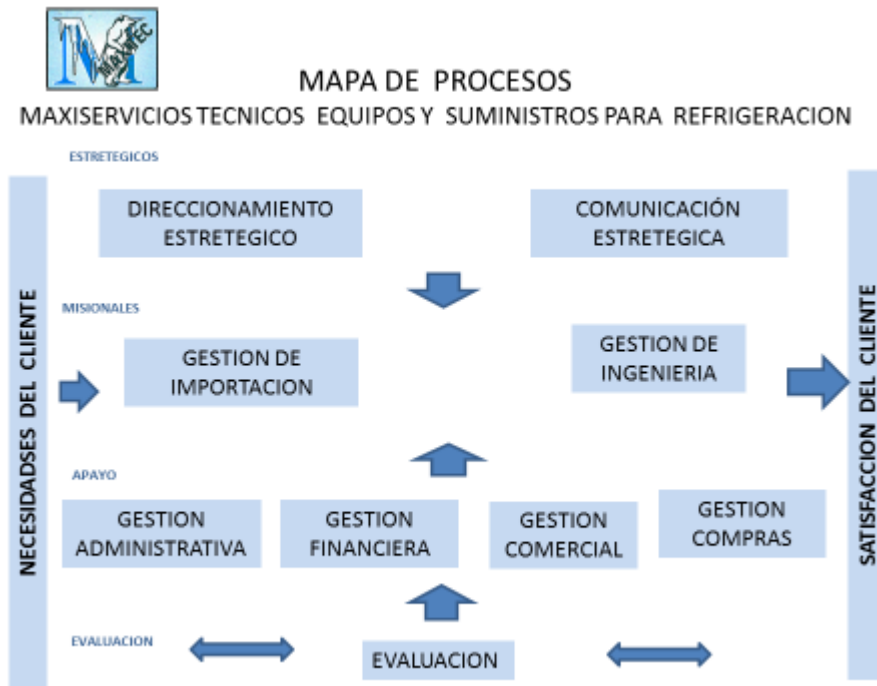 MAXITEC
MAPA DE PROCESOS
MAXISERVICIOS TECNICOS EQUIPOS Y SUMINISTROS PARA REFRIGERACION
ESTRETEGICOS
DIRECCIONAMIENTO
ESTRETEGICO
COMUNICACIÓN
ESTRETEGICA
MISIONALES
GESTION DE
IMPORTACION
GESTION DE
INGENIERIA
APAYO
GESTION
ADMINISTRATIVA
GESTION
FINANCIERA
GESTION
COMERCIAL
GESTION
COMPRAS
EVALUACION
EVALUACION
NECESIDADSES DEL CLIENTE
SATISFACCION DEL CLIENTE